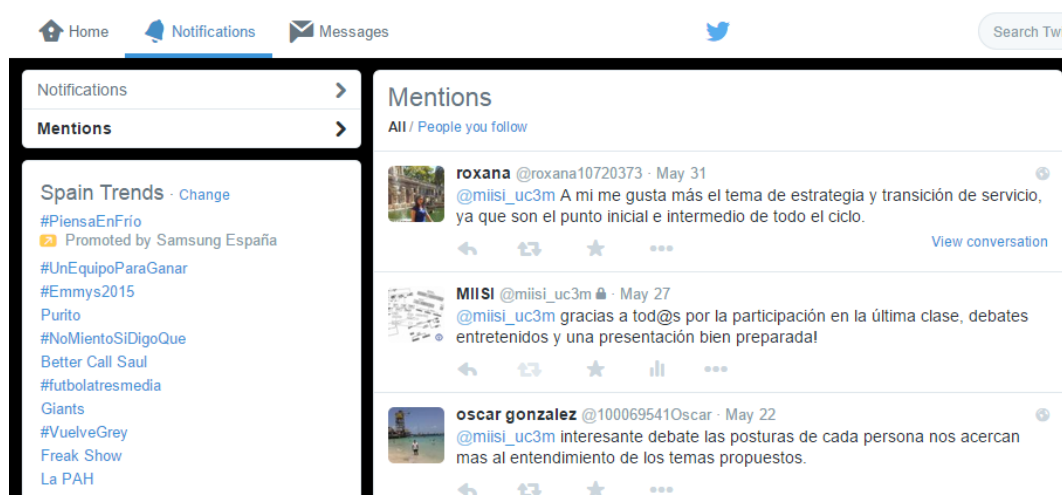 Home
Notifications
Messages
Search Twi
Notifications
Mentions
Spain Trends · Change
#PiensaEnFrío
Promoted by Samsung España
#UnEquipoParaGanar
#Emmys2015
Purito
#NoMientoSiDigoQue
Better Call Saul
#futbolatresmedia
Giants
#VuelveGrey
Freak Show
La PAH
Mentions
All / People you follow
roxana @roxana10720373 · May 31
@miisi_uc3m A mi me gusta más el tema de estrategia y transición de servicio,
ya que son el punto inicial e intermedio de todo el ciclo.
View conversation
MIISI @miisi_uc3m · May 27
@miisi_uc3m gracias a tod@s por la participación en la última clase, debates
entretenidos y una presentación bien preparada!
oscar gonzalez @100069541Oscar · May 22
@miisi_uc3m interesante debate las posturas de cada persona nos acercan
mas al entendimiento de los temas propuestos.